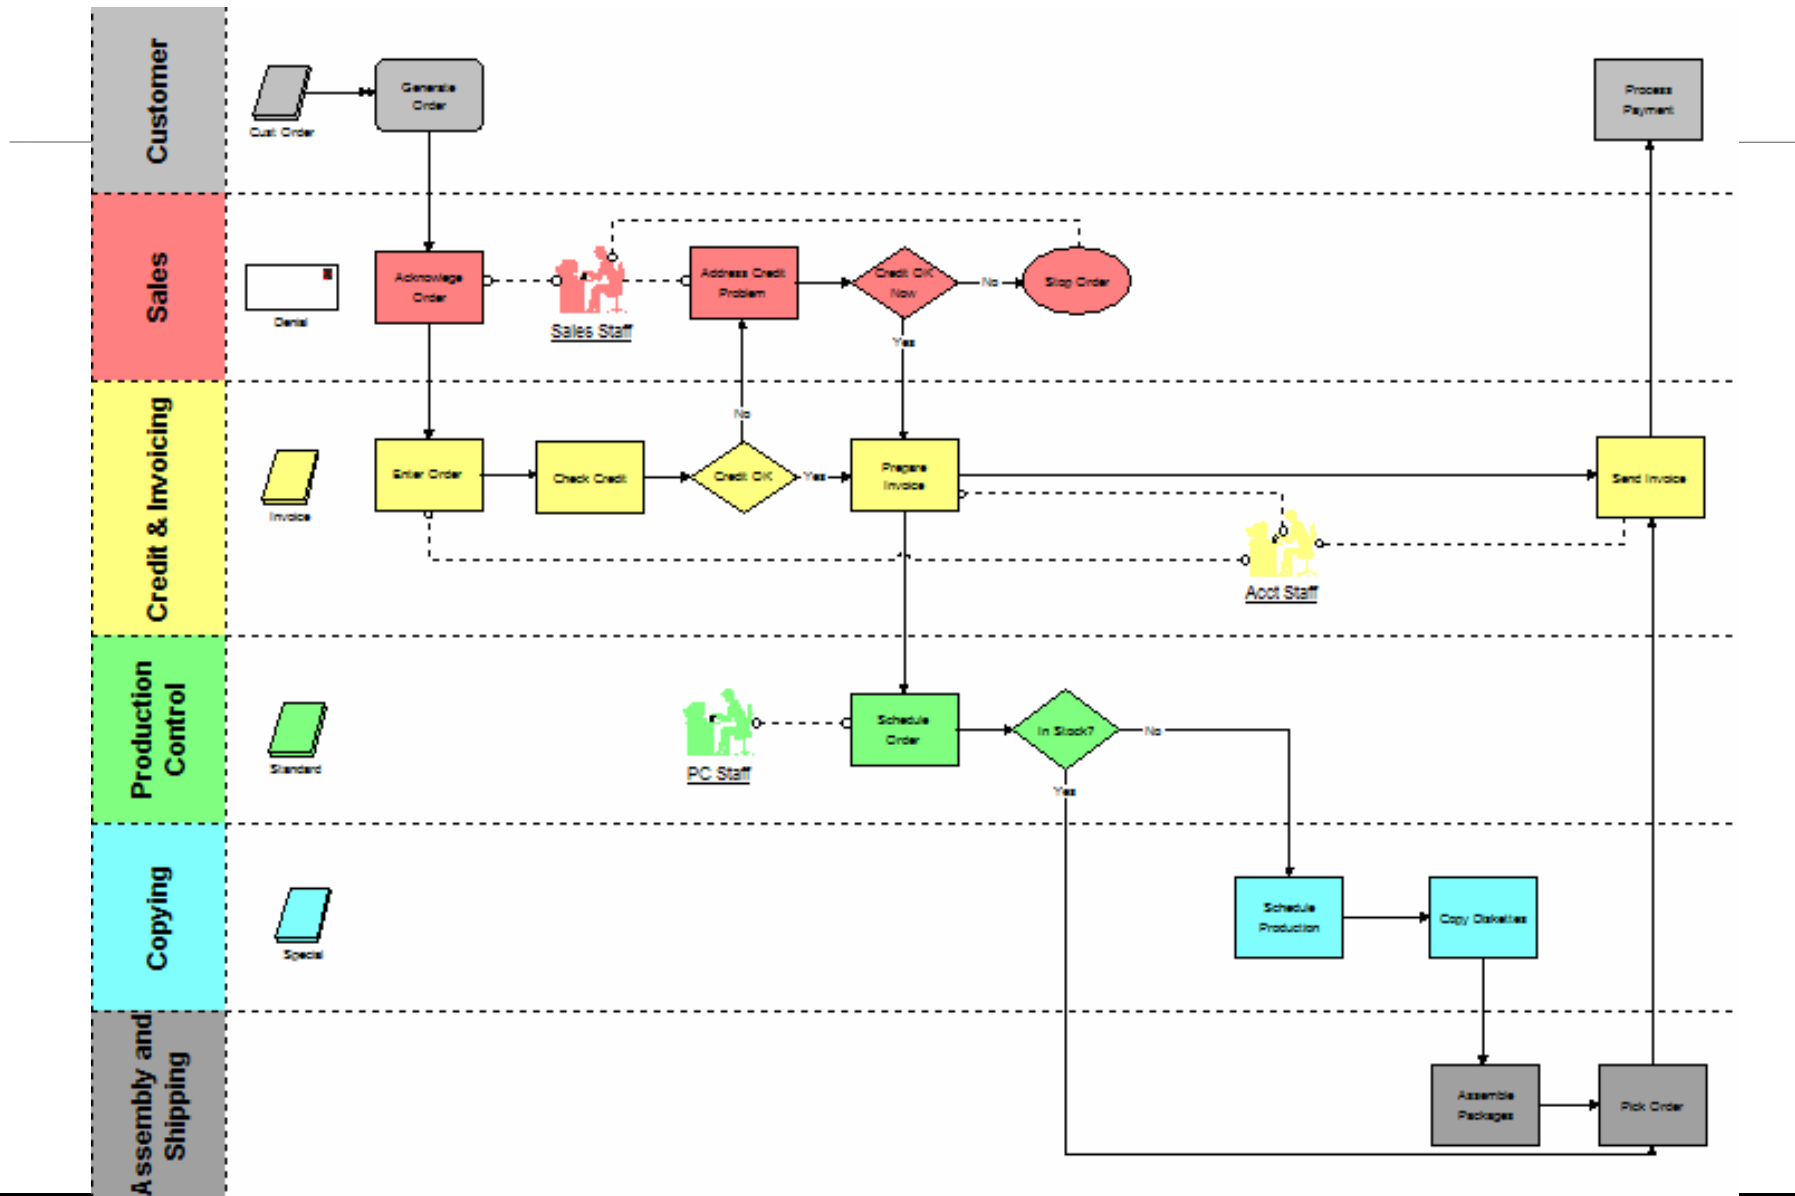 Customer
Cust Order
Generate
Order
Process
Payment
Sales
Denial
Acknowlege
Order
Sales Staff
Address Credit
Problem
Credit OK
Now
No
Stop Order
Yes
Credit & Invoicing
Invoice
Enter Order
Check Credit
Credit OK
No
Yes
Prepare
Invoice
Send Invoice
Acct Staff
Production
Control
Standard
PC Staff
Schedule
Order
In Stock?
No
Yes
Copying
Special
Schedule
Production
Copy Diskettes
Assembly and
Shipping
Assemble
Packages
Pick Order